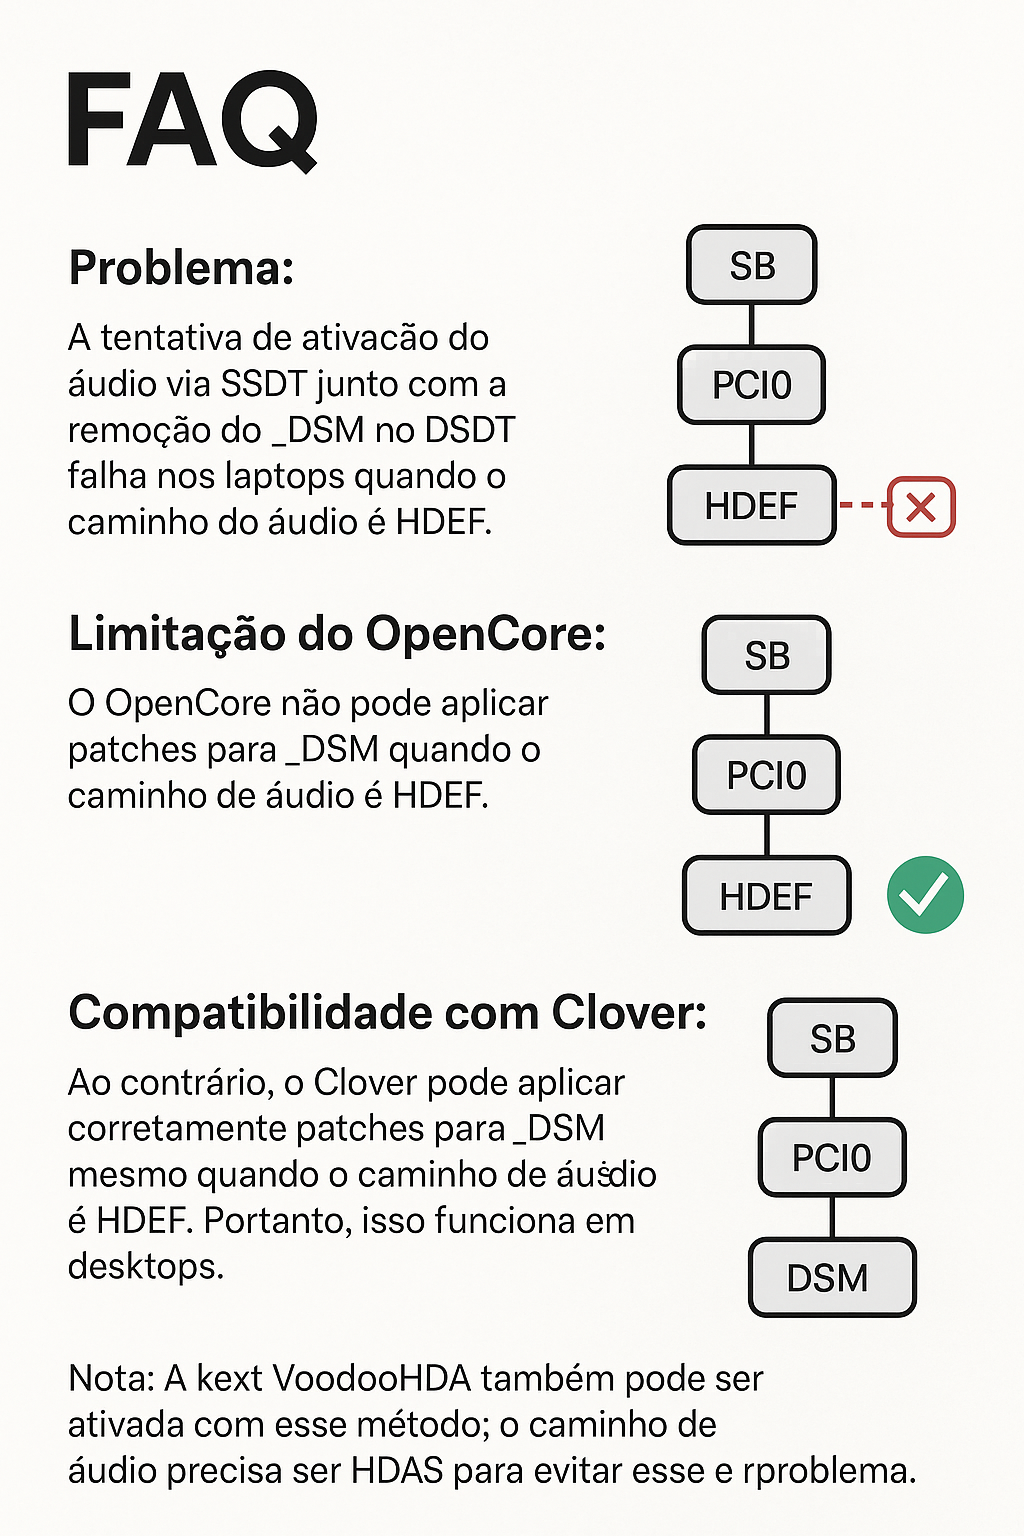 FAQ
Problema:
A tentativa de ativacão do
áudio via SSDT junto com a
remoção do _DSM no DSDT
falha nos laptops quando o
caminho do áudio é HDEF.
SB
PCI0
HDEF
Limitação do OpenCore:
O OpenCore não pode aplicar
patches para _DSM quando o
caminho de áudio é HDEF.
SB
PCI0
HDEF
Compatibilidade com Clover:
Ao contrário, o Clover pode aplicar
corretamente patches para _DSM
mesmo quando o caminho de áuṡdio
é HDEF. Portanto, isso funciona em
desktops.
SB
PCI0
DSM
Nota: A kext VoodooHDA também pode ser
ativada com esse método; o caminho de
áudio precisa ser HDAS para evitar esse e rproblema.